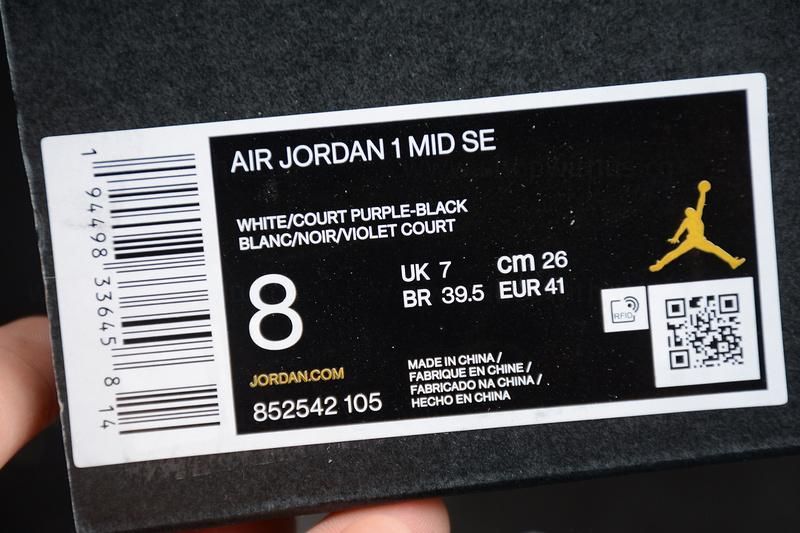 AIR JORDAN 1 MID SE
WHITE/COURT PURPLE-BLACK
BLANC/NOIR/VIOLET COURT
8
UK 7 cm 26
BR 39.5 EUR 41
JORDAN.COM
852542 105
MADE IN CHINA /
FABRIQUE EN CHINE /
FABRICADO NA CHINA /
HECHO EN CHINA
RFID
1 94498 33645 8 14